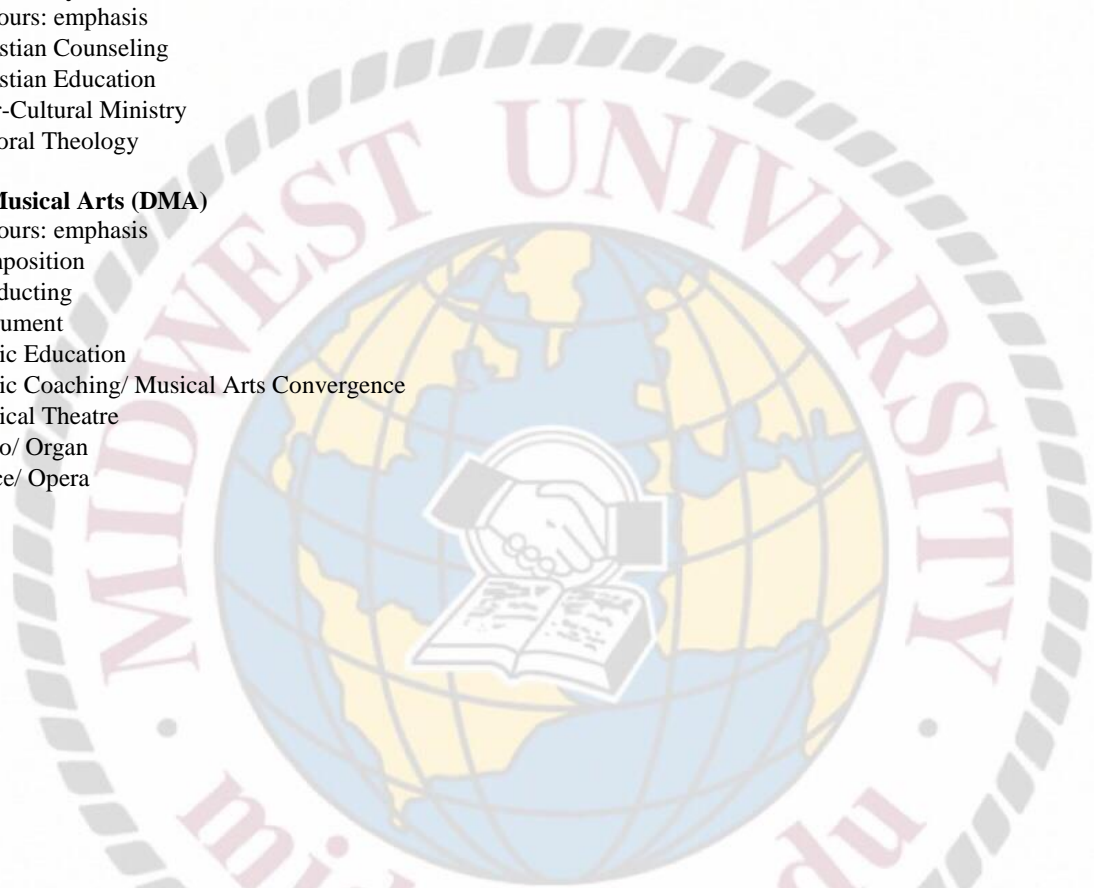 ours: emphasis
stian Counseling
stian Education
r-Cultural Ministry
oral Theology
Musical Arts (DMA)
ours: emphasis
position
ducting
ument
ic Education
ic Coaching/ Musical Arts Convergence
ical Theatre
o/ Organ
ce/ Opera
MIDWEST UNIVERSITY